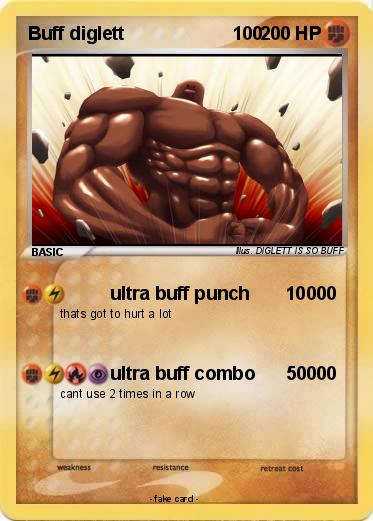 Buff diglett 100200 HP
BASIC
Illus. DIGLETT IS SO BUFF
ultra buff punch 10000
thats got to hurt a lot
ultra buff combo 50000
cant use 2 times in a row
weakness resistance retreat cost
- fake card -